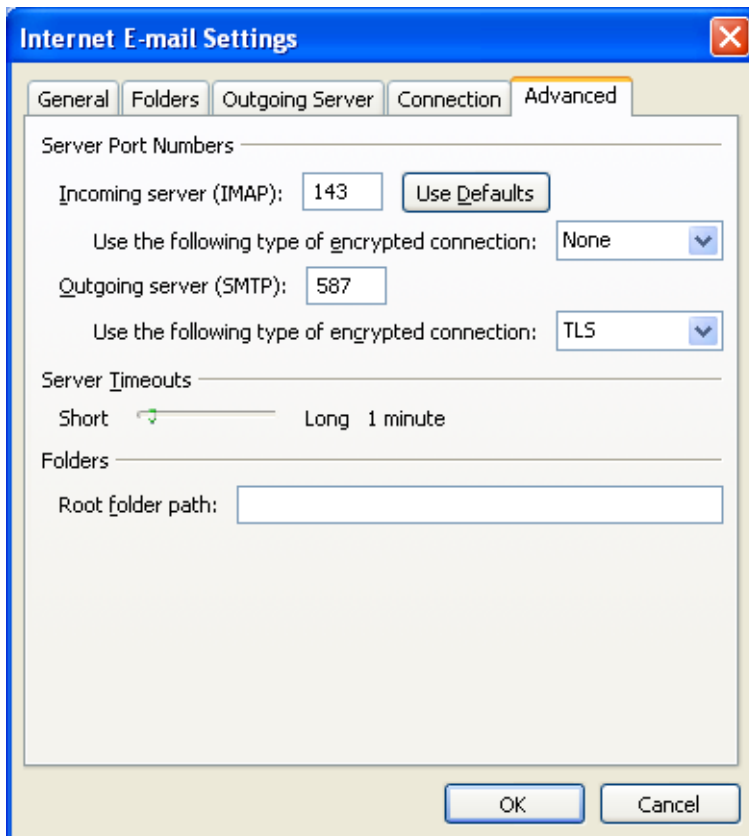 Internet E-mail Settings
General Folders Outgoing Server Connection Advanced
Server Port Numbers
Incoming server (IMAP): 143 Use Defaults
Use the following type of encrypted connection: None
Outgoing server (SMTP): 587
Use the following type of encrypted connection: TLS
Server Timeouts
Short Long 1 minute
Folders
Root folder path:
OK Cancel